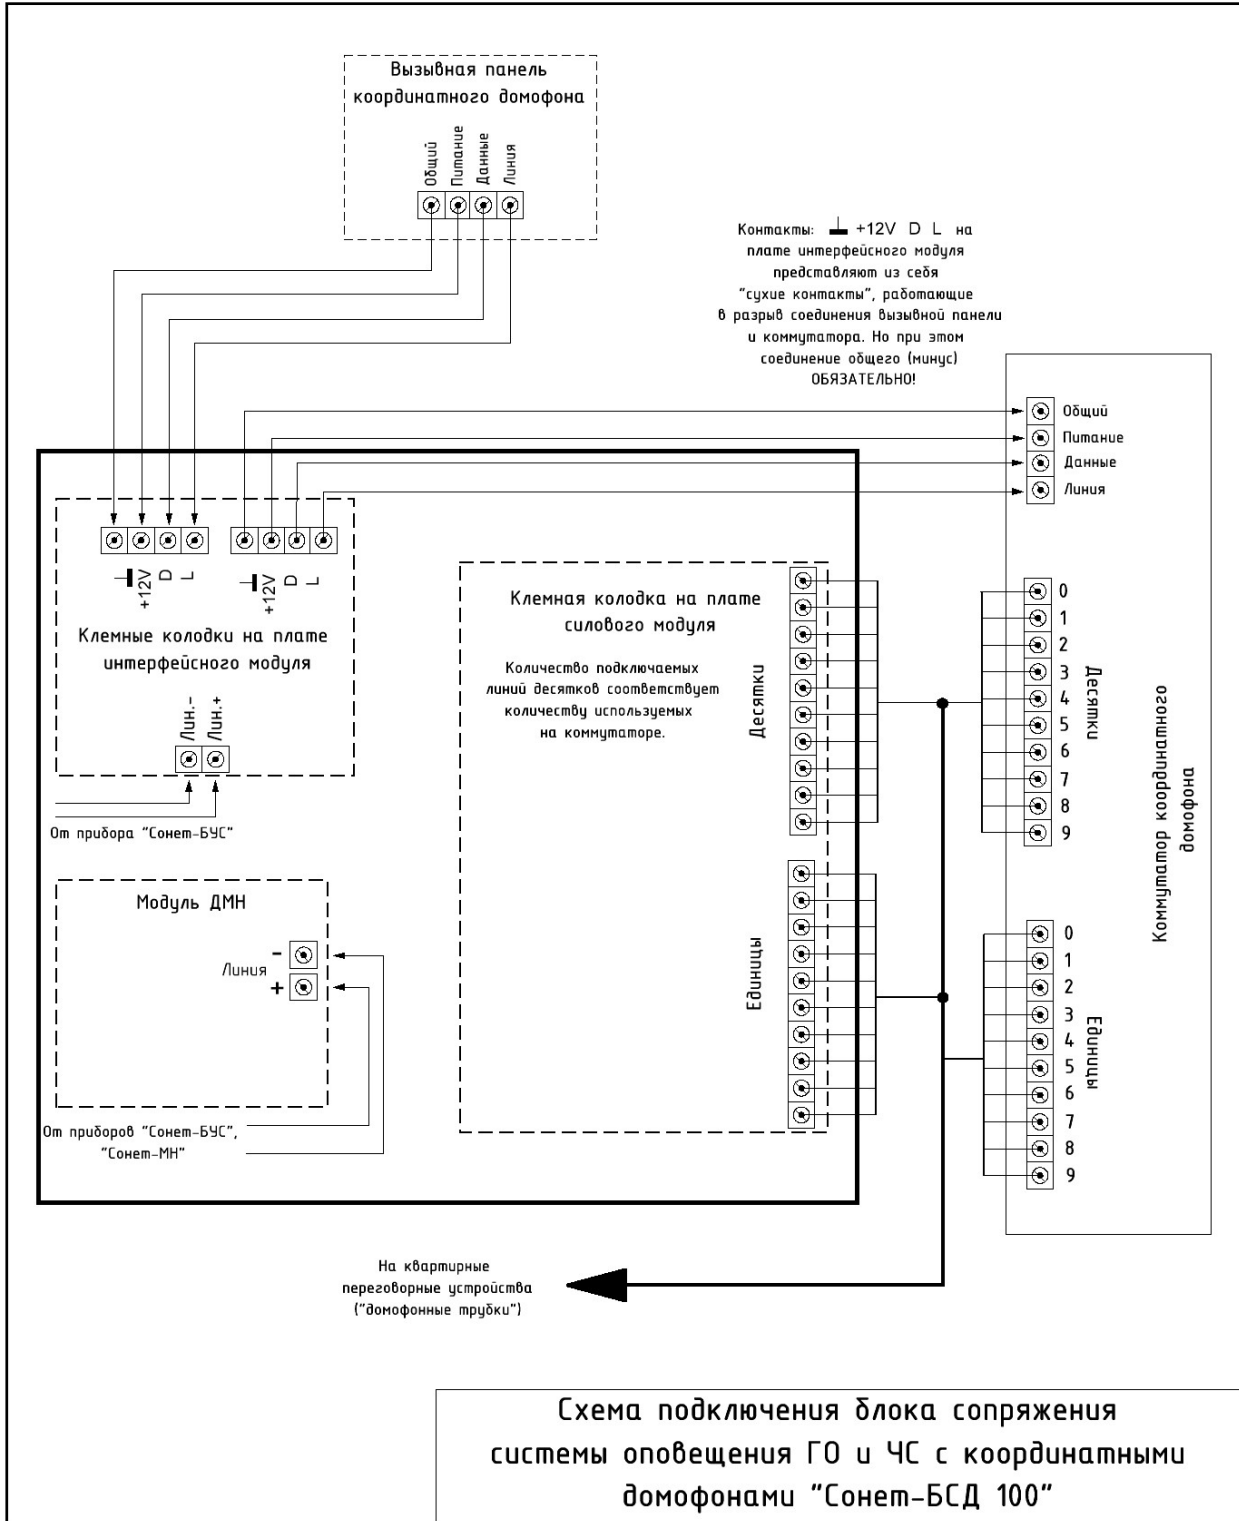 Вызывная панель
координатного домофона
Общий
Питание
Данные
Линия
Контакты: +12V D L на
плате интерфейсного модуля
представляют из себя
"сухие контакты", работающие
в разрыв соединения вызывной панели
и коммутатора. Но при этом
соединение общего (минус)
ОБЯЗАТЕЛЬНО!
Общий
Питание
Данные
Линия
+12V
D
L
+12V
D
L
Клемные колодки на плате
интерфейсного модуля
Лин.-
Лин.+
От прибора "Сонет-БУС"
Клемная колодка на плате
силового модуля
Количество подключаемых
линий десятков соответствует
количеству используемых
на коммутаторе.
Десятки
Единицы
Модуль ДМН
Линия
-
+
От приборов "Сонет-БУС",
"Сонет-МН"
0
1
2
3
4
5
6
7
8
9
Десятки
0
1
2
3
4
5
6
7
8
9
Единицы
Коммутатор координатного
домофона
На квартирные
переговорные устройства
("домофонные трубки")
Схема подключения блока сопряжения
системы оповещения ГО и ЧС с координатными
домофонами "Сонет-БСД 100"